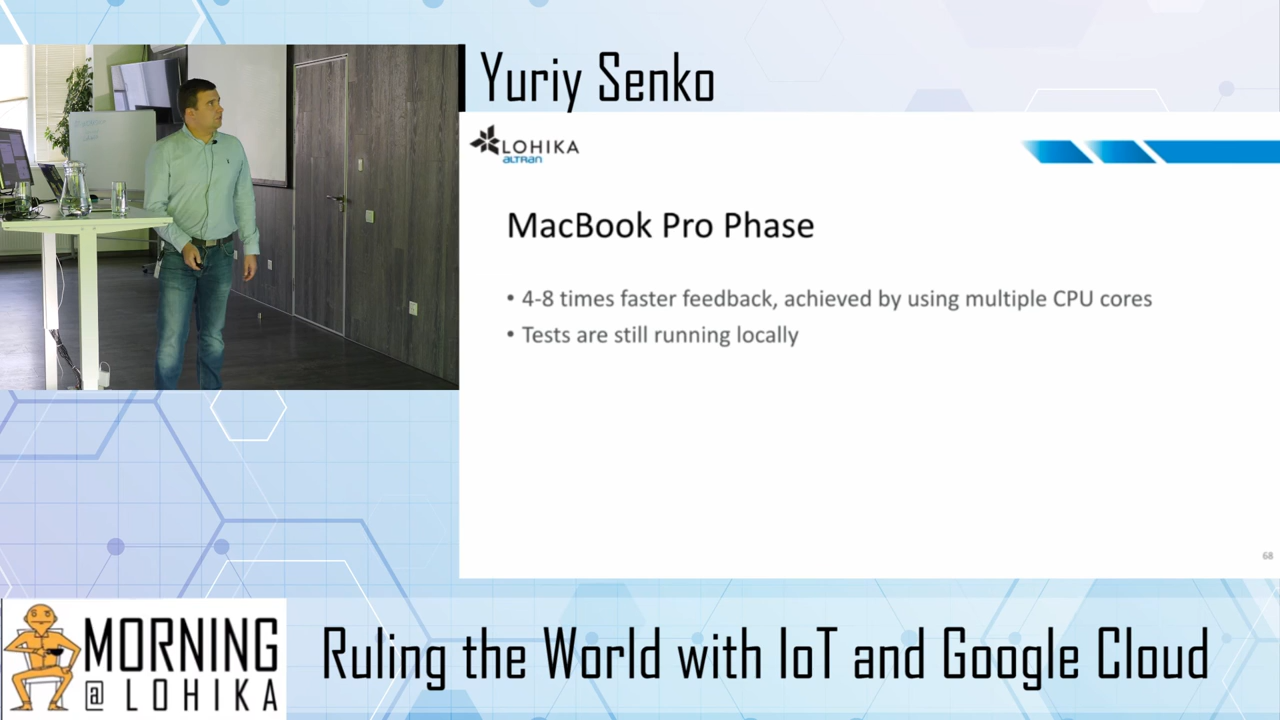 Yuriy Senko
LOHIKA
altran
MacBook Pro Phase
• 4-8 times faster feedback, achieved by using multiple CPU cores
• Tests are still running locally
68
MORNING
@ LOHIKA
Ruling the World with IoT and Google Cloud